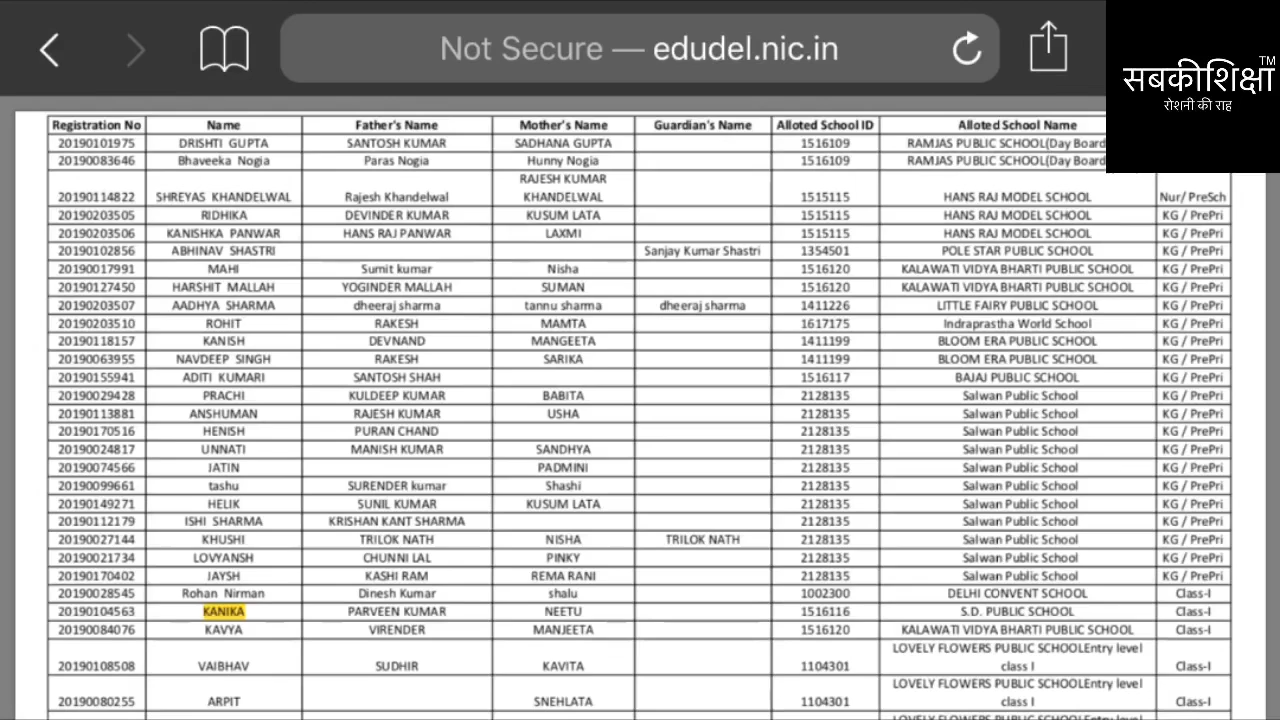 Not Secure — edudel.nic.in
सबकीशिक्षा™
रोशनी की राह
Registration No Name Father's Name Mother's Name Guardian's Name Alloted School ID Alloted School Name
20190101975 DRISHTI GUPTA SANTOSH KUMAR SADHANA GUPTA 1516109 RAMJAS PUBLIC SCHOOL(Day Board
20190083646 Bhaveeka Nogia Paras Nogia Hunny Nogia 1516109 RAMJAS PUBLIC SCHOOL(Day Board
RAJESH KUMAR
20190114822 SHREYAS KHANDELWAL Rajesh Khandelwal KHANDELWAL 1515115 HANS RAJ MODEL SCHOOL Nur/ PreSch
20190203505 RIDHIKA DEVINDER KUMAR KUSUM LATA 1515115 HANS RAJ MODEL SCHOOL KG / PrePri
20190203506 KANISHKA PANWAR HANS RAJ PANWAR LAXMI 1515115 HANS RAJ MODEL SCHOOL KG / PrePri
20190102856 ABHINAV SHASTRI Sanjay Kumar Shastri 1354501 POLE STAR PUBLIC SCHOOL KG / PrePri
20190017991 MAHI Sumit kumar Nisha 1516120 KALAWATI VIDYA BHARTI PUBLIC SCHOOL KG / PrePri
20190127450 HARSHIT MALLAH YOGINDER MALLAH SUMAN 1516120 KALAWATI VIDYA BHARTI PUBLIC SCHOOL KG / PrePri
20190203507 AADHYA SHARMA dheeraj sharma tannu sharma dheeraj sharma 1411226 LITTLE FAIRY PUBLIC SCHOOL KG / PrePri
20190203510 ROHIT RAKESH MAMTA 1617175 Indraprastha World School KG / PrePri
20190118157 KANISH DEVNAND MANGEETA 1411199 BLOOM ERA PUBLIC SCHOOL KG / PrePri
20190063955 NAVDEEP SINGH RAKESH SARIKA 1411199 BLOOM ERA PUBLIC SCHOOL KG / PrePri
20190155941 ADITI KUMARI SANTOSH SHAH 1516117 BAJAJ PUBLIC SCHOOL KG / PrePri
20190029428 PRACHI KULDEEP KUMAR BABITA 2128135 Salwan Public School KG / PrePri
20190113881 ANSHUMAN RAJESH KUMAR USHA 2128135 Salwan Public School KG / PrePri
20190170516 HENISH PURAN CHAND 2128135 Salwan Public School KG / PrePri
20190024817 UNNATI MANISH KUMAR SANDHYA 2128135 Salwan Public School KG / PrePri
20190074566 JATIN PADMINI 2128135 Salwan Public School KG / PrePri
20190099661 tashu SURENDER kumar Shashi 2128135 Salwan Public School KG / PrePri
20190149271 HELIK SUNIL KUMAR KUSUM LATA 2128135 Salwan Public School KG / PrePri
20190112179 ISHI SHARMA KRISHAN KANT SHARMA 2128135 Salwan Public School KG / PrePri
20190027144 KHUSHI TRILOK NATH NISHA TRILOK NATH 2128135 Salwan Public School KG / PrePri
20190021734 LOVYANSH CHUNNI LAL PINKY 2128135 Salwan Public School KG / PrePri
20190170402 JAYSH KASHI RAM REMA RANI 2128135 Salwan Public School KG / PrePri
20190028545 Rohan Nirman Dinesh Kumar shalu 1002300 DELHI CONVENT SCHOOL Class-I
20190104563 KANIKA PARVEEN KUMAR NEETU 1516116 S.D. PUBLIC SCHOOL Class-I
20190084076 KAVYA VIRENDER MANJEETA 1516120 KALAWATI VIDYA BHARTI PUBLIC SCHOOL Class-I
LOVELY FLOWERS PUBLIC SCHOOLEntry level
20190108508 VAIBHAV SUDHIR KAVITA 1104301 class I Class-I
LOVELY FLOWERS PUBLIC SCHOOLEntry level
20190080255 ARPIT SNEHLATA 1104301 class I Class-I